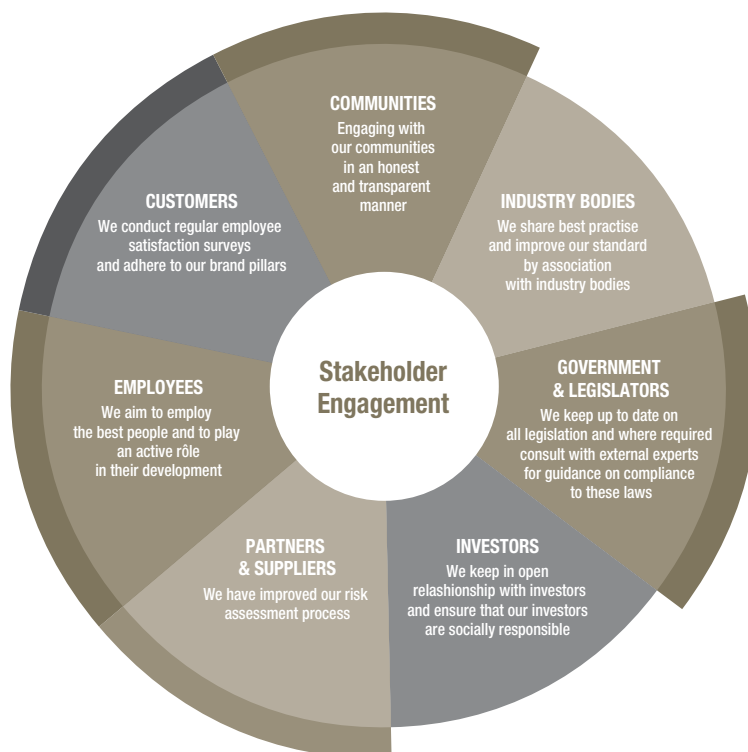 COMMUNITIES
Engaging with
our communities
in an honest
and transparent
manner
INDUSTRY BODIES
We share best practise
and improve our standard
by association
with industry bodies
GOVERNMENT
& LEGISLATORS
We keep up to date on
all legislation and where required
consult with external experts
for guidance on compliance
to these laws
INVESTORS
We keep in open
relashionship with investors
and ensure that our investors
are socially responsible
PARTNERS
& SUPPLIERS
We have improved our risk
assessment process
EMPLOYEES
We aim to employ
the best people and to play
an active rôle
in their development
CUSTOMERS
We conduct regular employee
satisfaction surveys
and adhere to our brand pillars
Stakeholder
Engagement